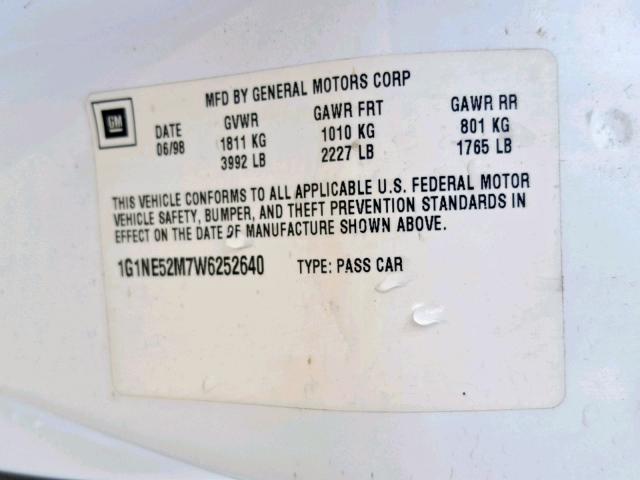 MFD BY GENERAL MOTORS CORP
GM
DATE GVWR GAWR FRT GAWR RR
06/98 1811 KG 1010 KG 801 KG
3992 LB 2227 LB 1765 LB
THIS VEHICLE CONFORMS TO ALL APPLICABLE U.S. FEDERAL MOTOR
VEHICLE SAFETY, BUMPER, AND THEFT PREVENTION STANDARDS IN
EFFECT ON THE DATE OF MANUFACTURE SHOWN ABOVE.
1G1NE52M7W6252640 TYPE: PASS CAR